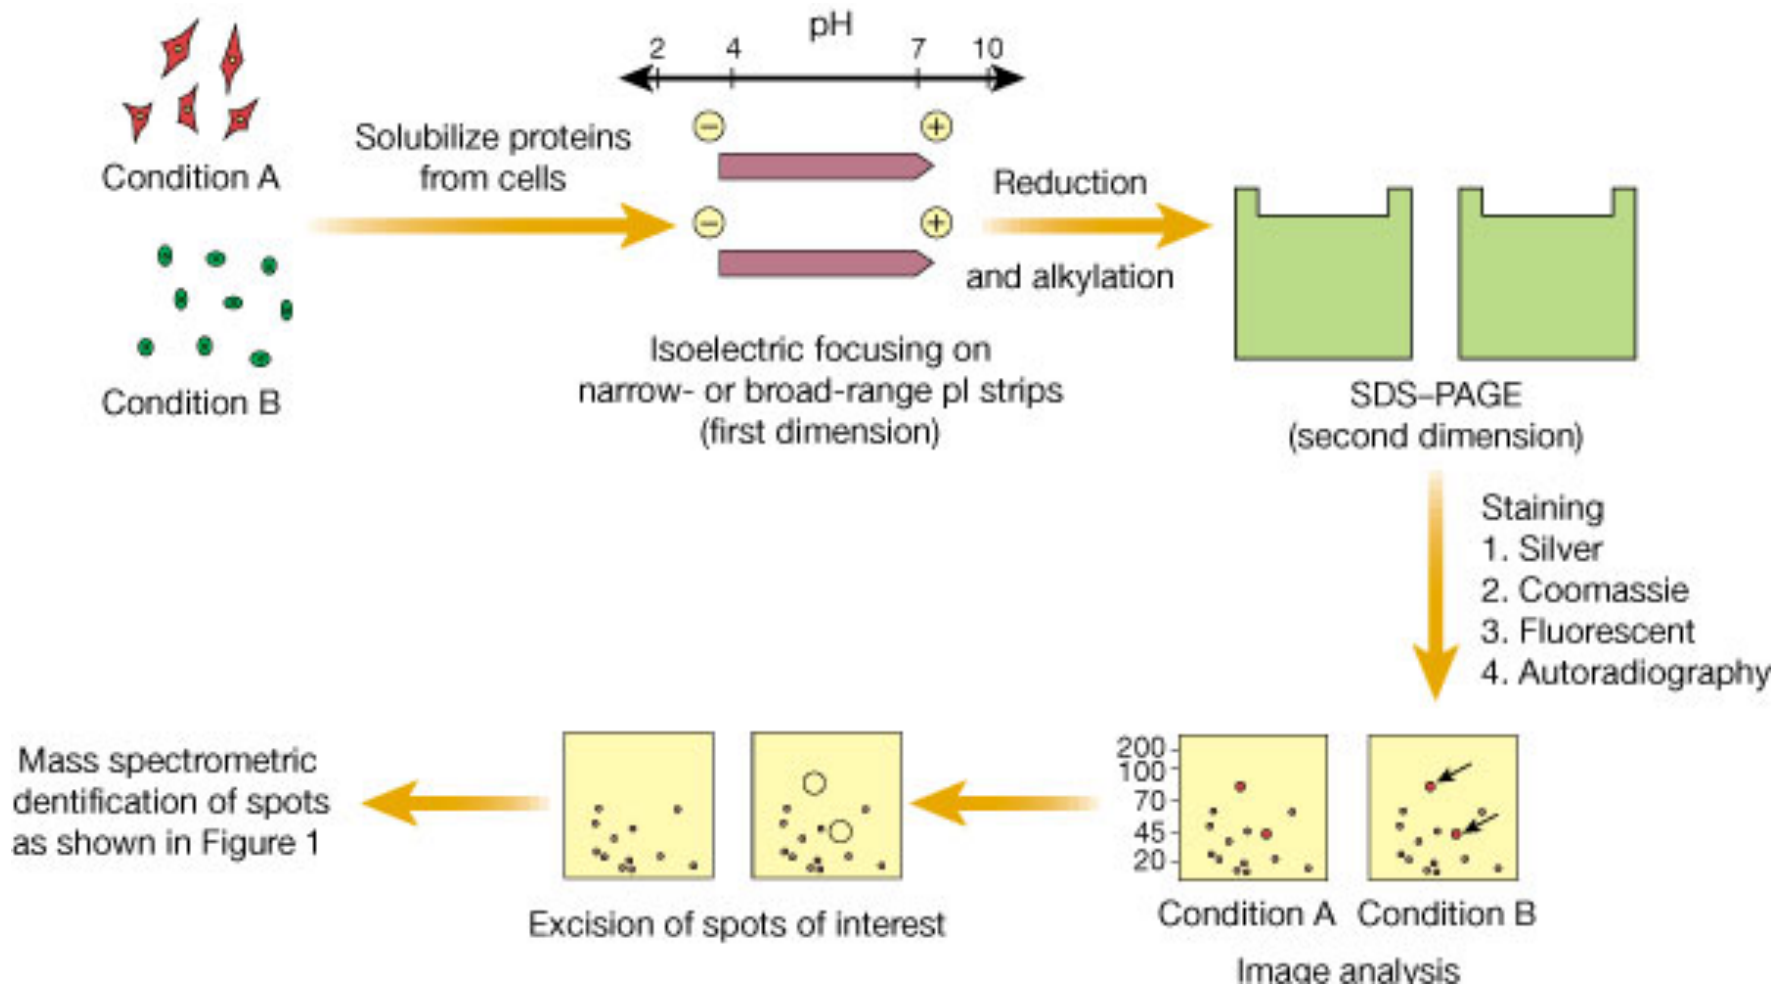 pH
2 4 7 10
Condition A
Solubilize proteins
from cells
− +
− +
Condition B
Isoelectric focusing on
narrow- or broad-range pI strips
(first dimension)
Reduction
and alkylation
SDS–PAGE
(second dimension)
Staining
1. Silver
2. Coomassie
3. Fluorescent
4. Autoradiography
200
100
70
45
20
Condition A Condition B
Image analysis
Excision of spots of interest
Mass spectrometric
dentification of spots
as shown in Figure 1